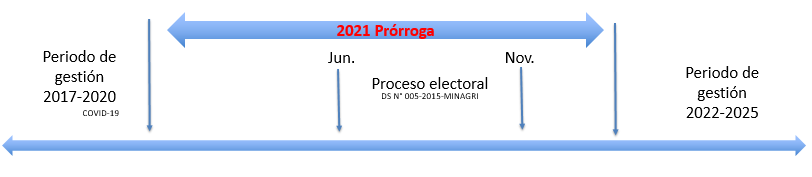 2021 Prórroga
Periodo de
gestión
2017-2020
COVID-19
Jun.
Nov.
Proceso electoral
DS N° 005-2015-MINAGRI
Periodo de
gestión
2022-2025